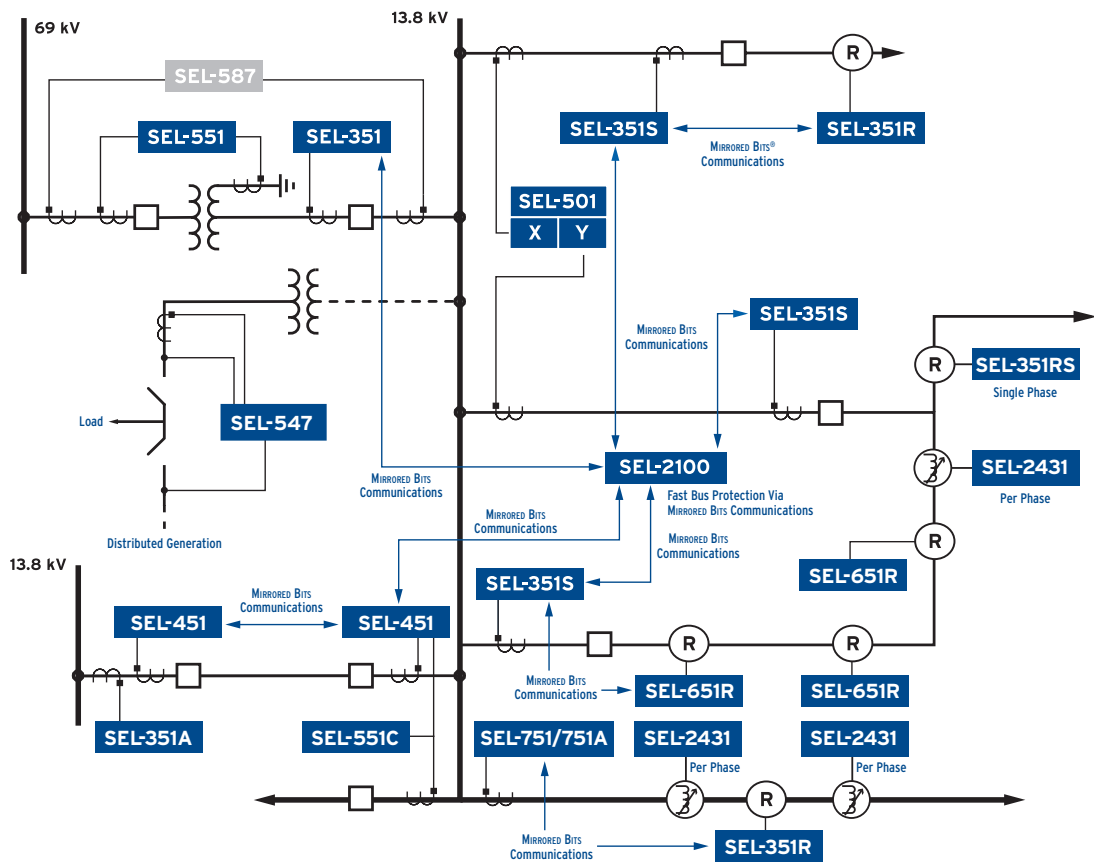 69 kV
13.8 kV
R
SEL-587
SEL-551
SEL-351
SEL-351S
SEL-351R
MIRRORED BITS®
Communications
SEL-501
X Y
SEL-351S
MIRRORED BITS
Communications
R
SEL-351RS
Single Phase
Load
SEL-547
SEL-2100
SEL-2431
Per Phase
MIRRORED BITS
Communications
Fast Bus Protection Via
MIRRORED BITS Communications
MIRRORED BITS
Communications
MIRRORED BITS
Communications
Distributed Generation
R
13.8 kV
SEL-651R
SEL-351S
MIRRORED BITS
Communications
SEL-451
SEL-451
R
R
MIRRORED BITS
Communications
SEL-651R
SEL-651R
SEL-351A
SEL-551C
SEL-751/751A
SEL-2431
SEL-2431
Per Phase
Per Phase
R
MIRRORED BITS
Communications
SEL-351R